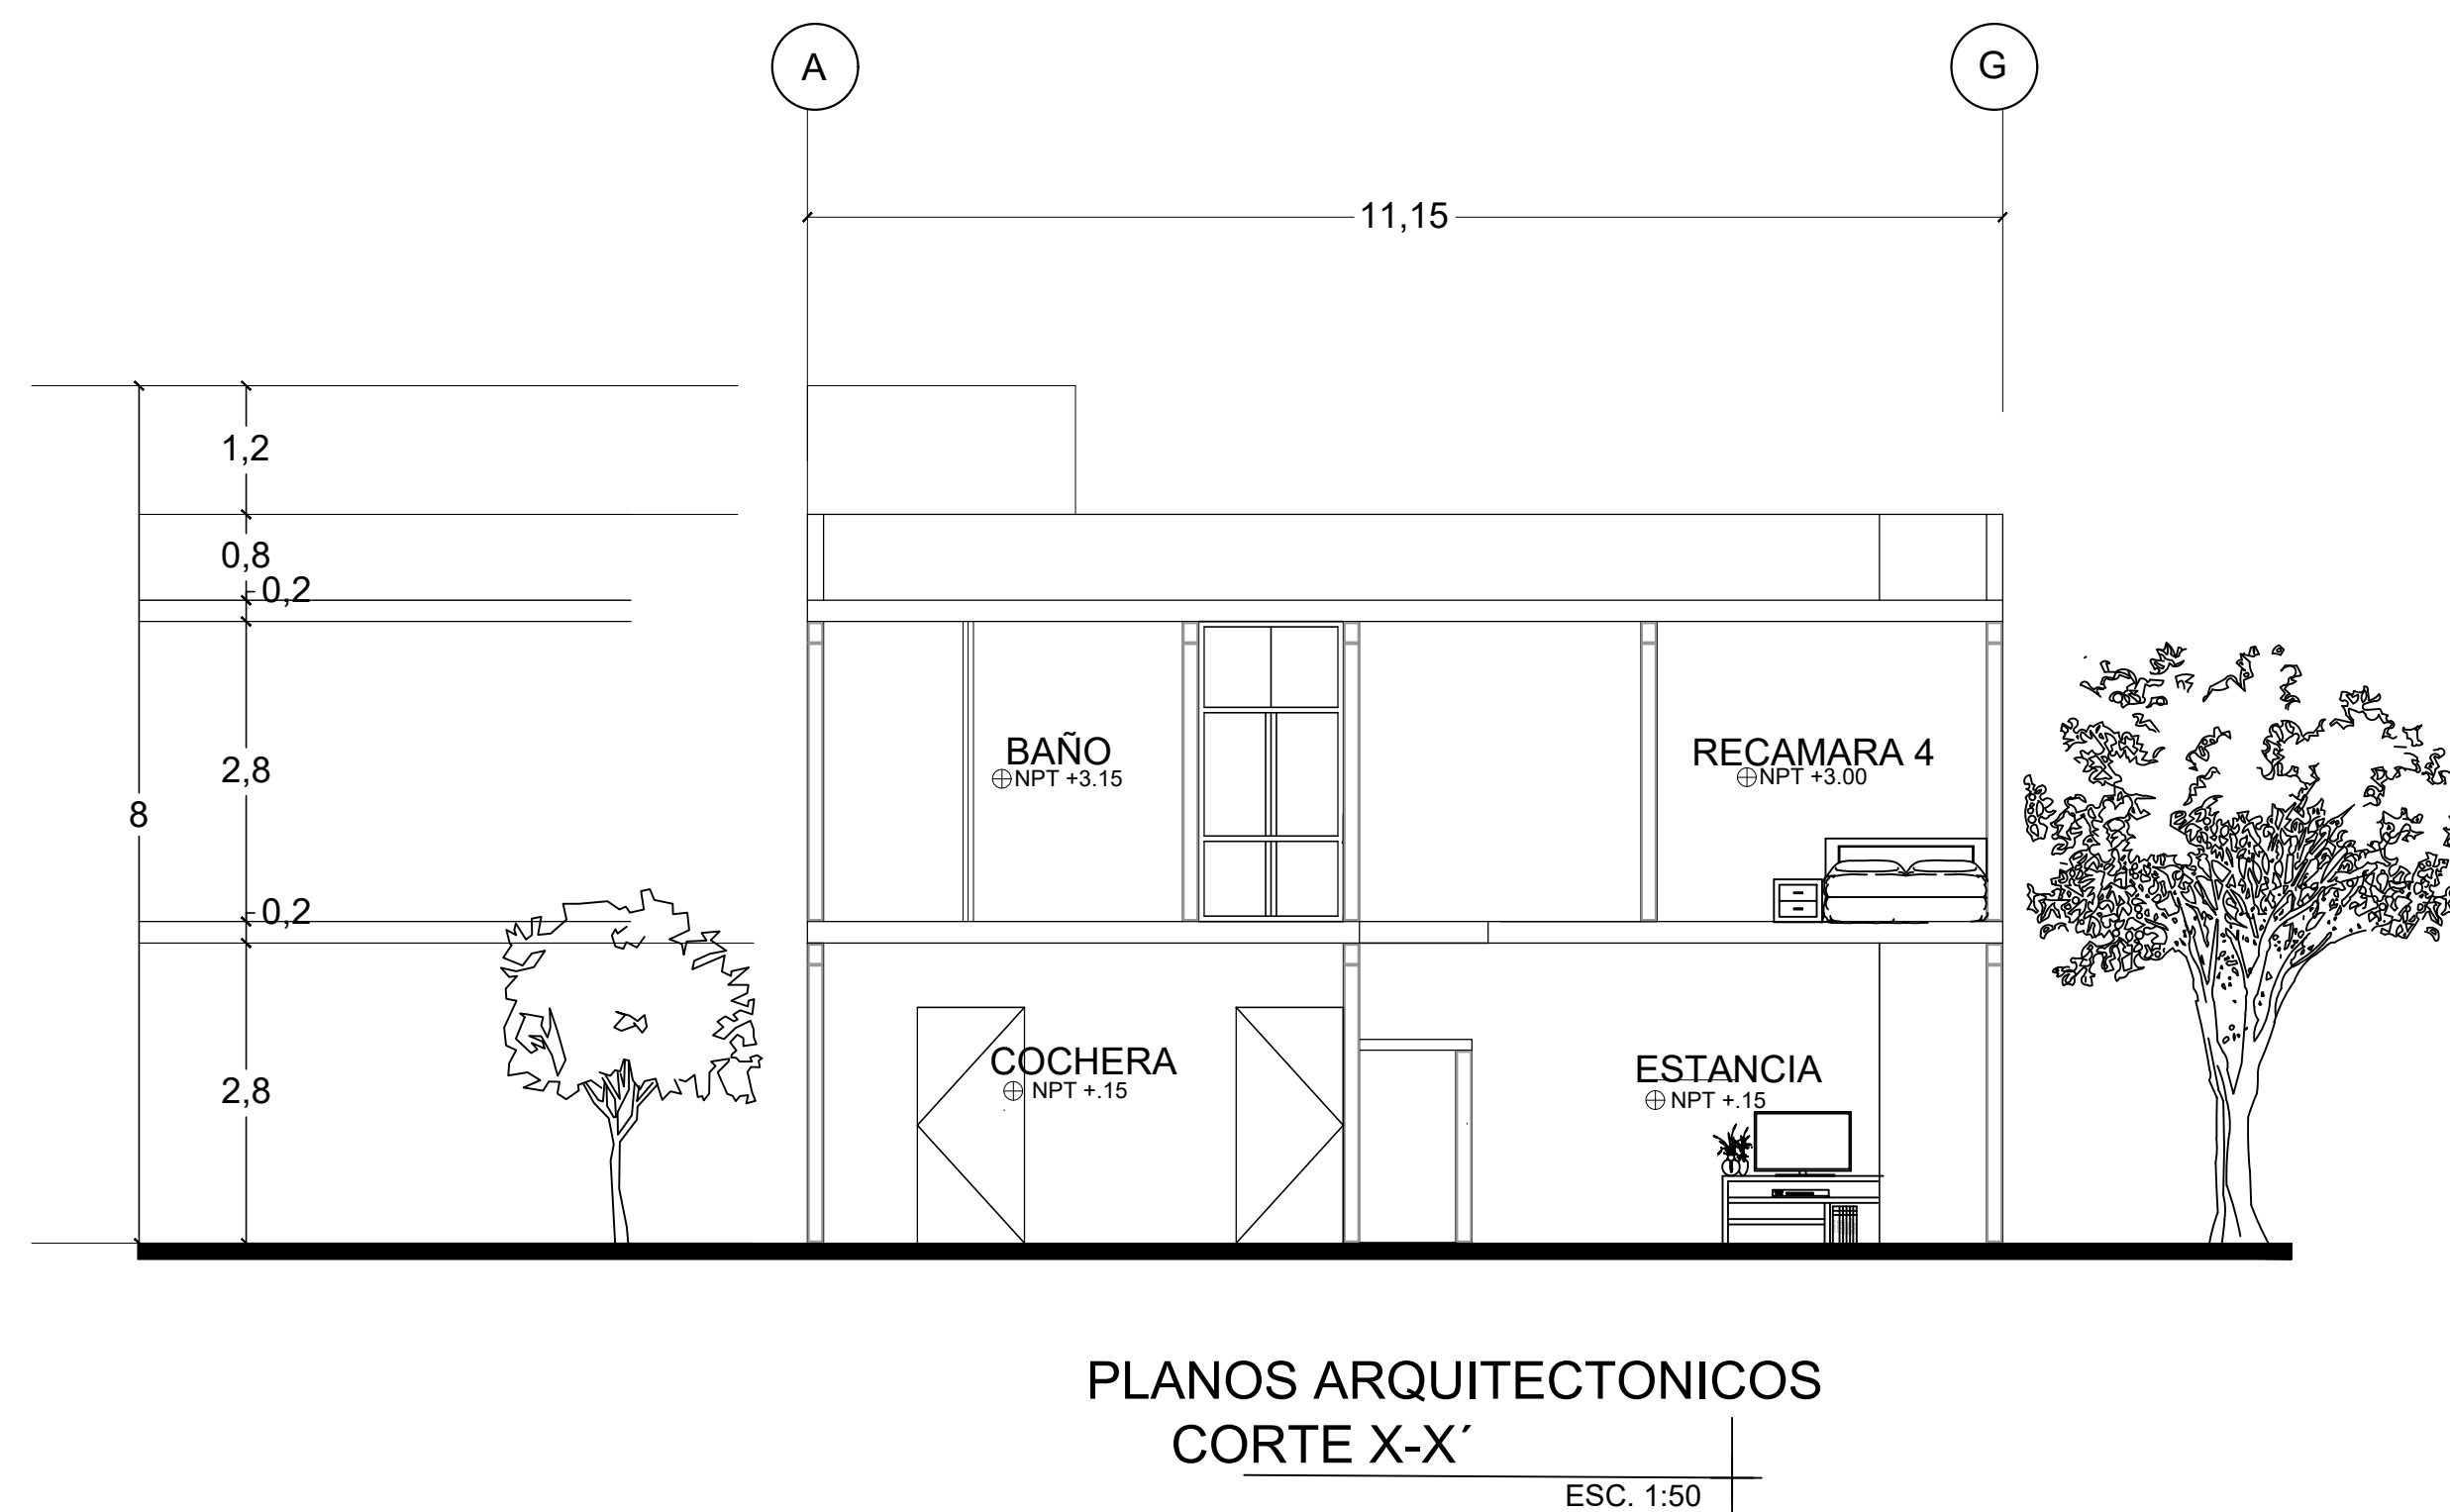 A
G
11,15
1,2
0,8
0,2
2,8
8
0,2
2,8
BAÑO
NPT +3.15
RECAMARA 4
NPT +3.00
COCHERA
NPT +.15
ESTANCIA
NPT +.15
PLANOS ARQUITECTONICOS
CORTE X-X´
ESC. 1:50